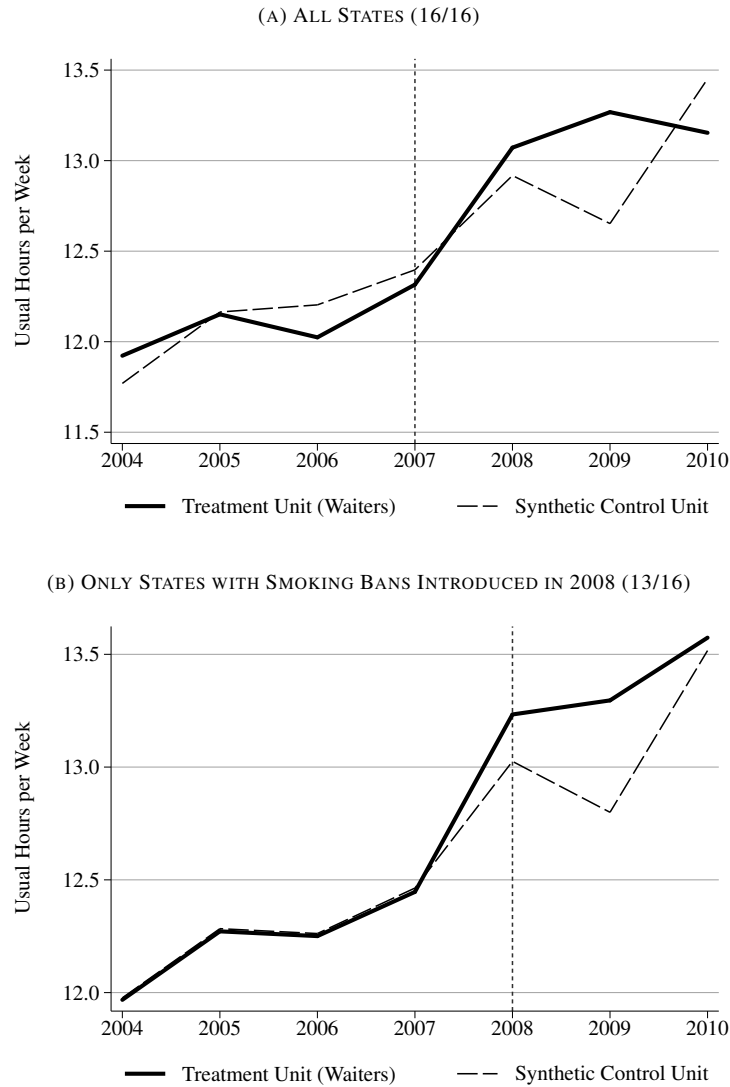 (A) ALL STATES (16/16)
Usual Hours per Week
13.5
13.0
12.5
12.0
11.5
2004 2005 2006 2007 2008 2009 2010
Treatment Unit (Waiters) Synthetic Control Unit
(B) ONLY STATES WITH SMOKING BANS INTRODUCED IN 2008 (13/16)
Usual Hours per Week
13.5
13.0
12.5
12.0
2004 2005 2006 2007 2008 2009 2010
Treatment Unit (Waiters) Synthetic Control Unit